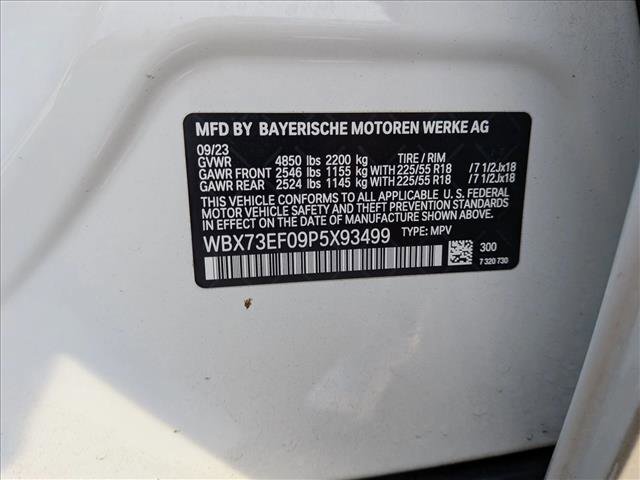 MFD BY BAYERISCHE MOTOREN WERKE AG
09/23
GVWR 4850 lbs 2200 kg TIRE / RIM
GAWR FRONT 2546 lbs 1155 kg WITH 225/55 R18 /7 1/2Jx18
GAWR REAR 2524 lbs 1145 kg WITH 225/55 R18 /7 1/2Jx18
THIS VEHICLE CONFORMS TO ALL APPLICABLE U. S. FEDERAL
MOTOR VEHICLE SAFETY, BUMPER, AND THEFT PREVENTION
STANDARDS IN EFFECT ON THE DATE OF MANUFACTURE SHOWN ABOVE.
WBX73EF09P5X93499 TYPE: MPV
300
7 320 730